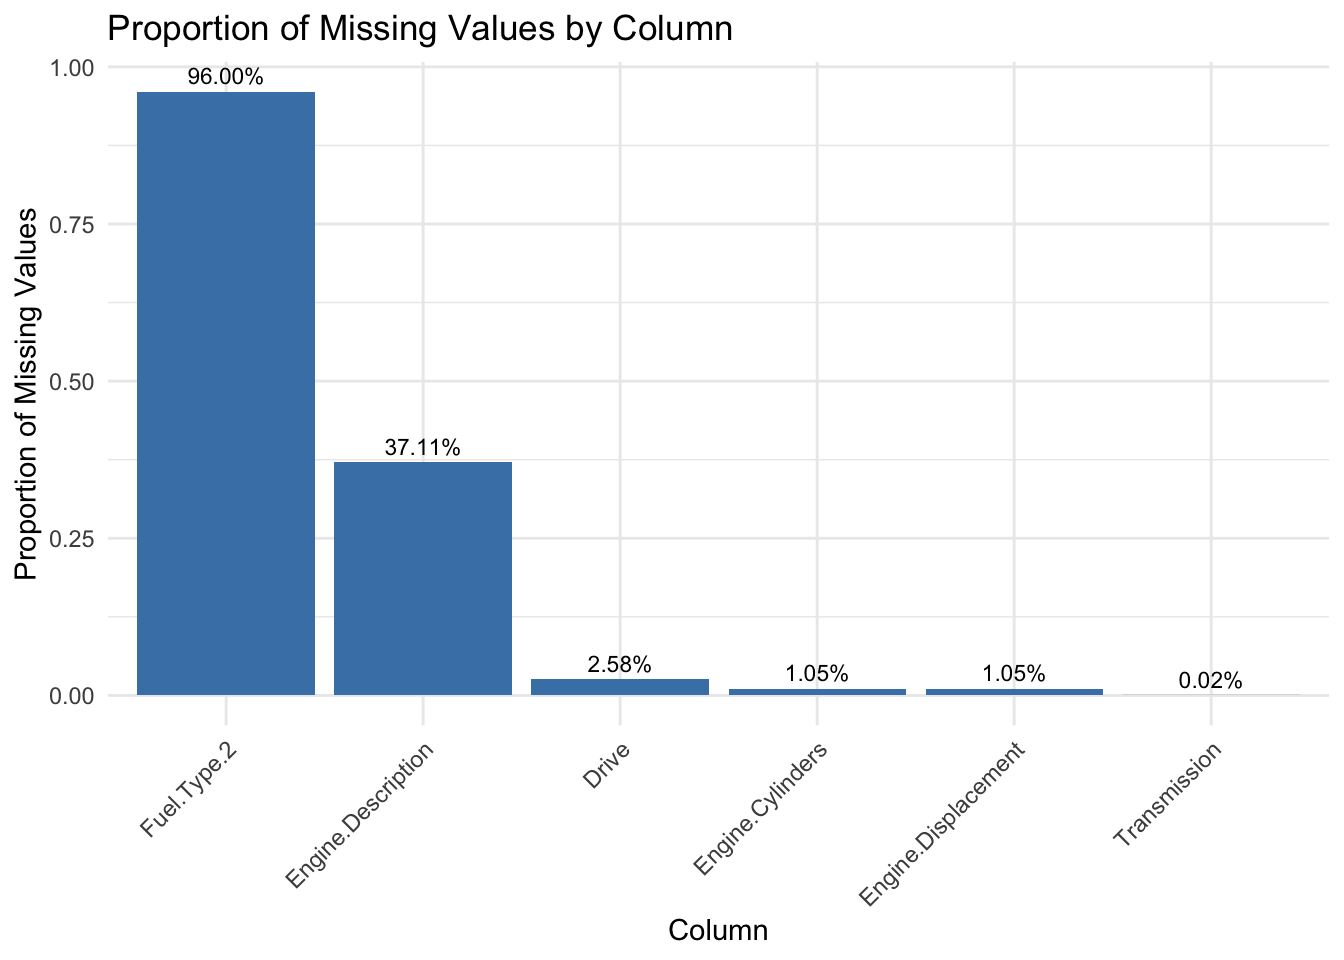 Proportion of Missing Values by Column
Proportion of Missing Values
1.00
0.75
0.50
0.25
0.00
96.00%
37.11%
2.58%
1.05%
1.05%
0.02%
Fuel.Type.2
Engine.Description
Drive
Engine.Cylinders
Engine.Displacement
Transmission
Column